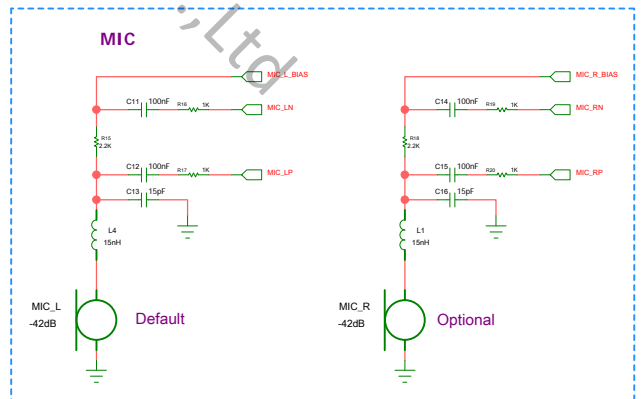 .,Ltd
MIC
MIC_L_BIAS
C11 100nF R16 1K MIC_LN
R15
2.2K
C12 100nF R17 1K MIC_LP
C13 15pF
L4
15nH
MIC_L
-42dB
Default
MIC_R_BIAS
C14 100nF R19 1K MIC_RN
R18
2.2K
C15 100nF R20 1K MIC_RP
C16 15pF
L1
15nH
MIC_R
-42dB
Optional